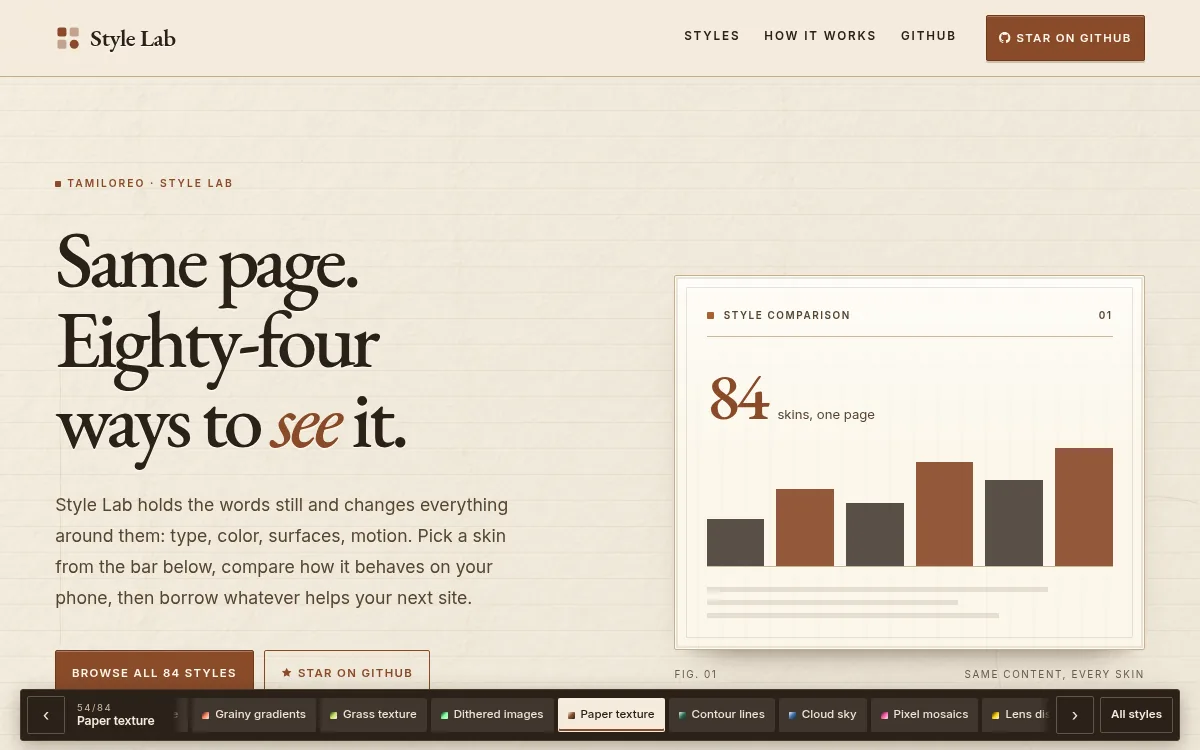 Style Lab
STYLES
HOW IT WORKS
GITHUB
STAR ON GITHUB
TAMILOREO · STYLE LAB
Same page.
Eighty-four
ways to see it.
Style Lab holds the words still and changes everything
around them: type, color, surfaces, motion. Pick a skin
from the bar below, compare how it behaves on your
phone, then borrow whatever helps your next site.
BROWSE ALL 84 STYLES
STAR ON GITHUB
STYLE COMPARISON
01
84 skins, one page
FIG. 01
SAME CONTENT, EVERY SKIN
‹
54/84
Paper texture
Grainy gradients
Grass texture
Dithered images
Paper texture
Contour lines
Cloud sky
Pixel mosaics
Lens dis
›
All styles